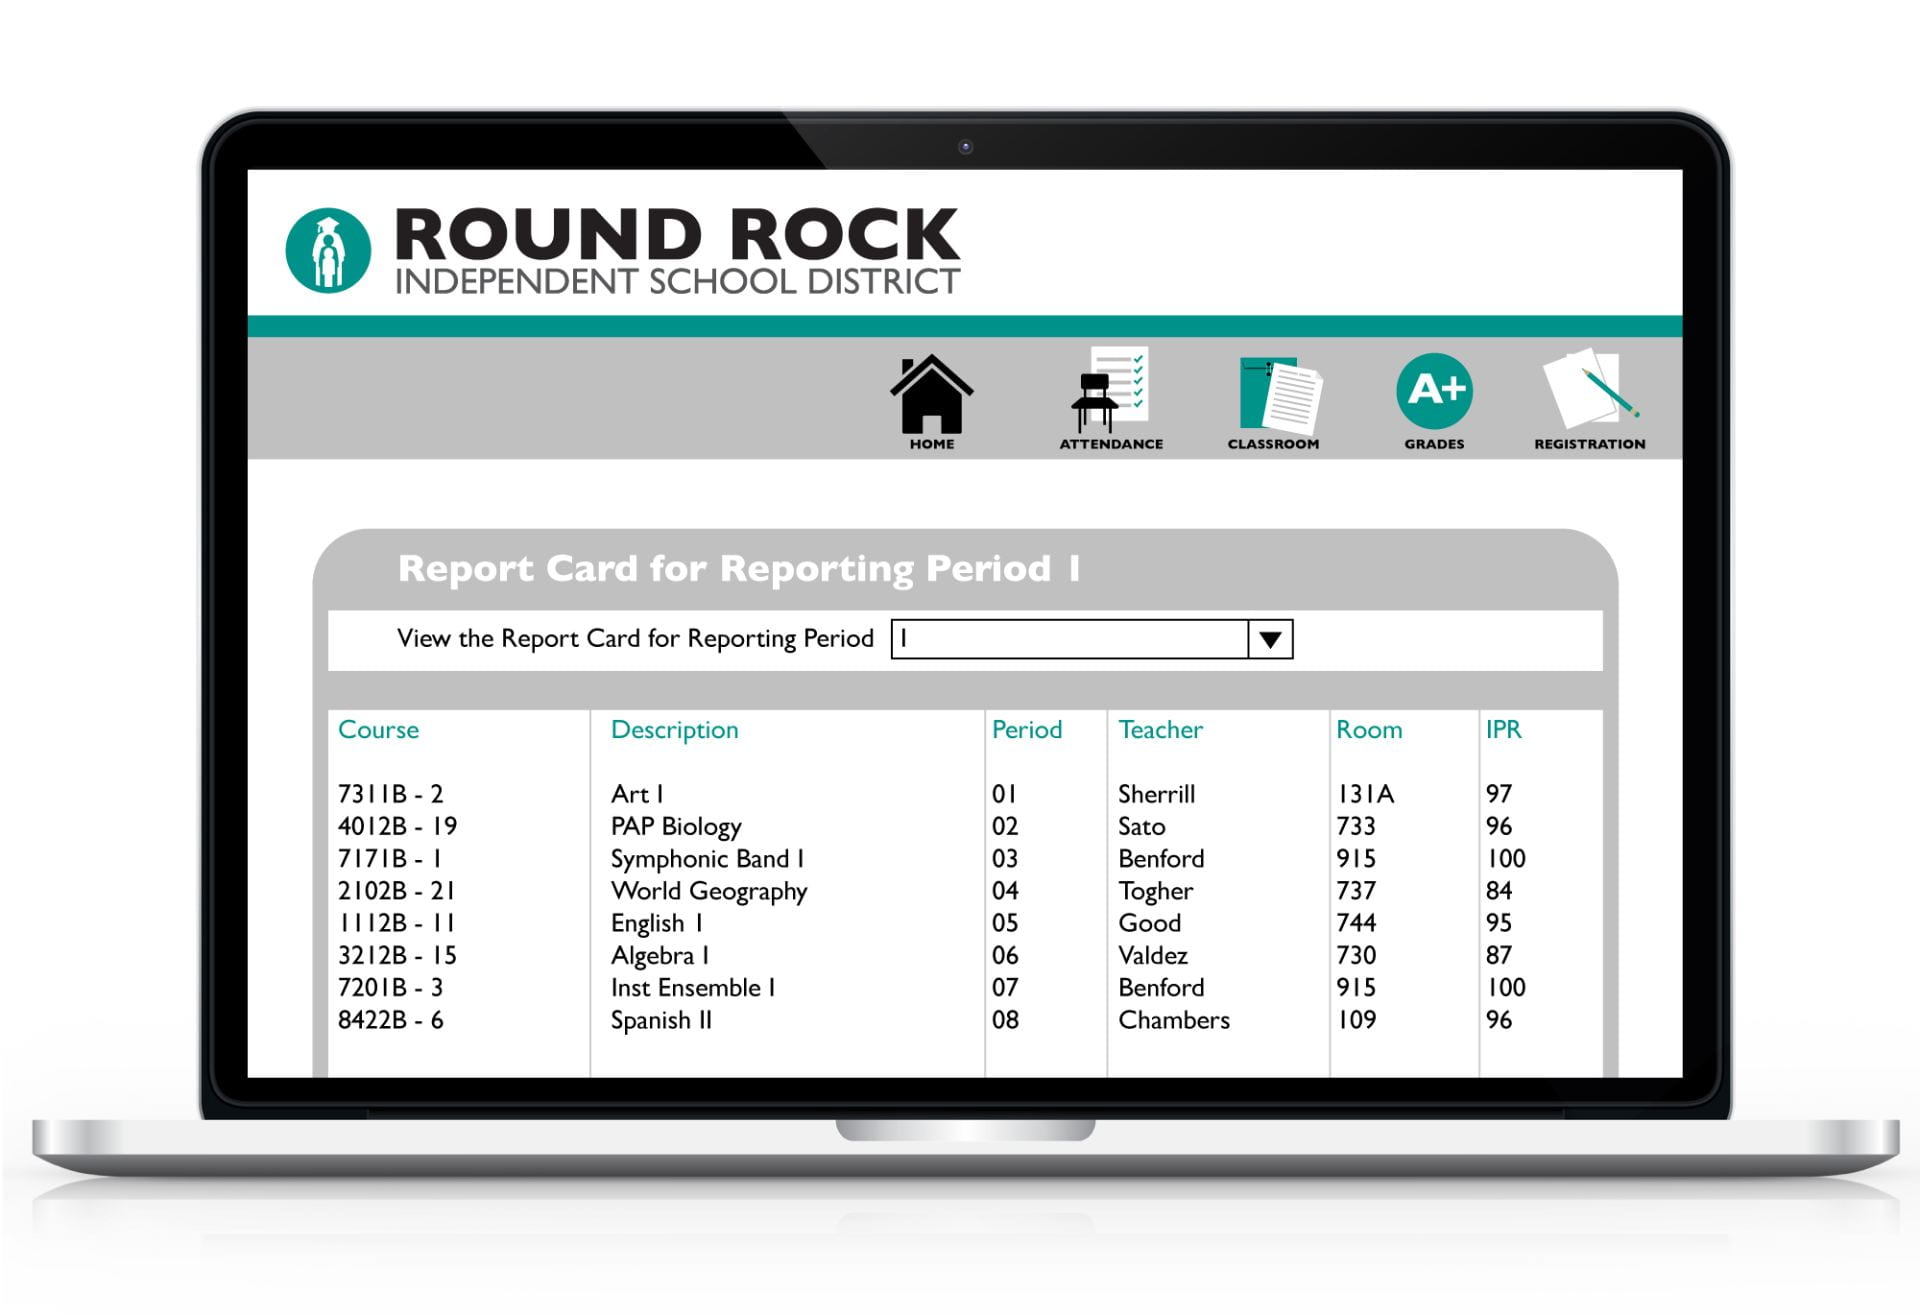 ROUND ROCK
INDEPENDENT SCHOOL DISTRICT
HOME ATTENDANCE CLASSROOM GRADES REGISTRATION
A+
Report Card for Reporting Period 1
View the Report Card for Reporting Period 1
Course Description Period Teacher Room IPR
7311B - 2 Art I 01 Sherrill 131A 97
4012B - 19 PAP Biology 02 Sato 733 96
7171B - 1 Symphonic Band I 03 Benford 915 100
2102B - 21 World Geography 04 Togher 737 84
1112B - 11 English 1 05 Good 744 95
3212B - 15 Algebra I 06 Valdez 730 87
7201B - 3 Inst Ensemble I 07 Benford 915 100
8422B - 6 Spanish II 08 Chambers 109 96